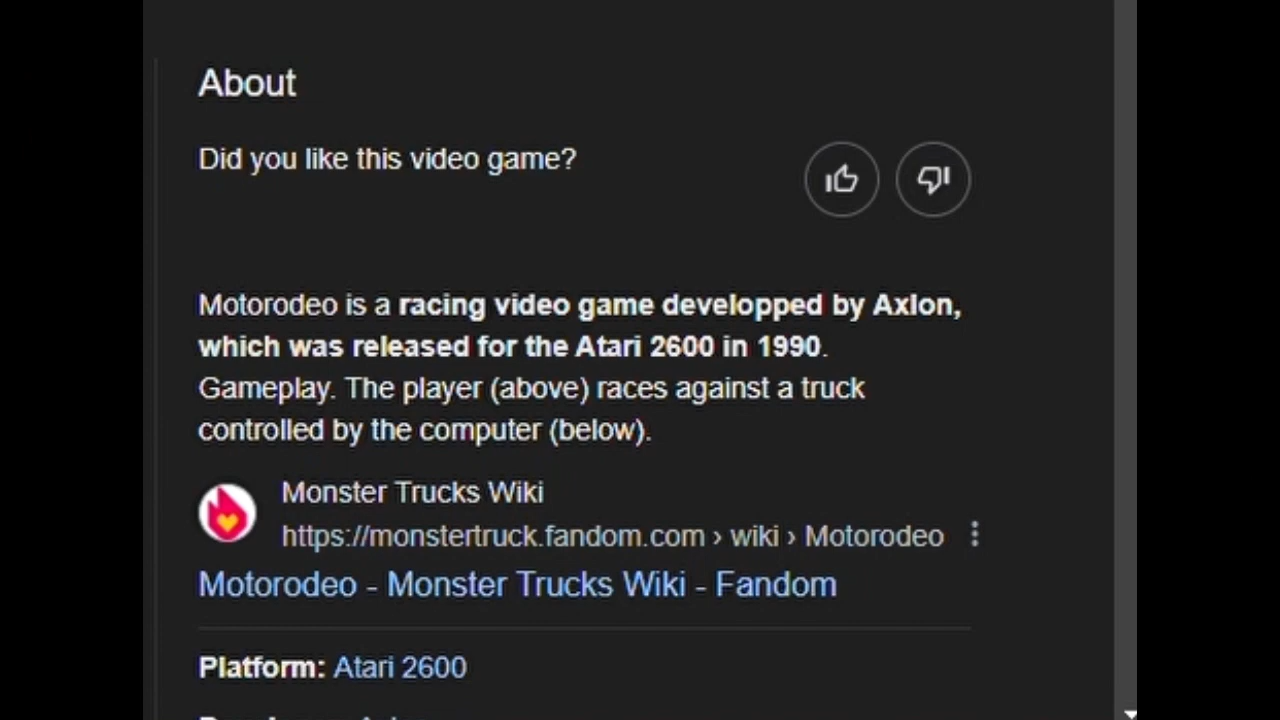 About
Did you like this video game?
Motorodeo is a racing video game developped by Axlon,
which was released for the Atari 2600 in 1990.
Gameplay. The player (above) races against a truck
controlled by the computer (below).
Monster Trucks Wiki
https://monstertruck.fandom.com › wiki › Motorodeo
Motorodeo - Monster Trucks Wiki - Fandom
Platform: Atari 2600